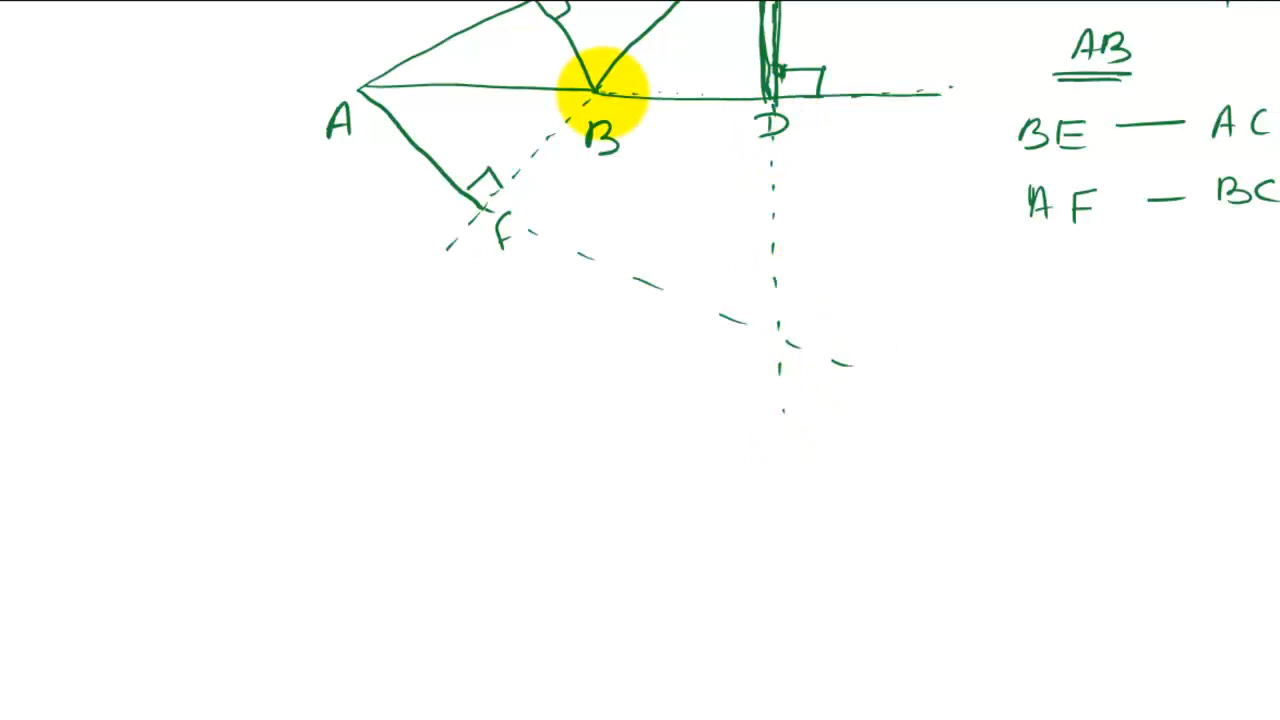 AB
A
B
D
BE — AC
AF — BC
F